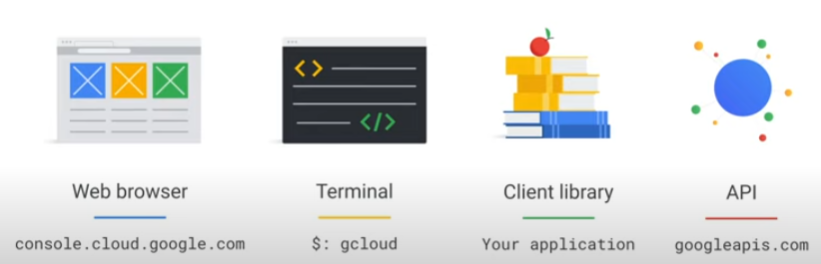 Web browser
Terminal
Client library
API
console.cloud.google.com
$: gcloud
Your application
googleapis.com